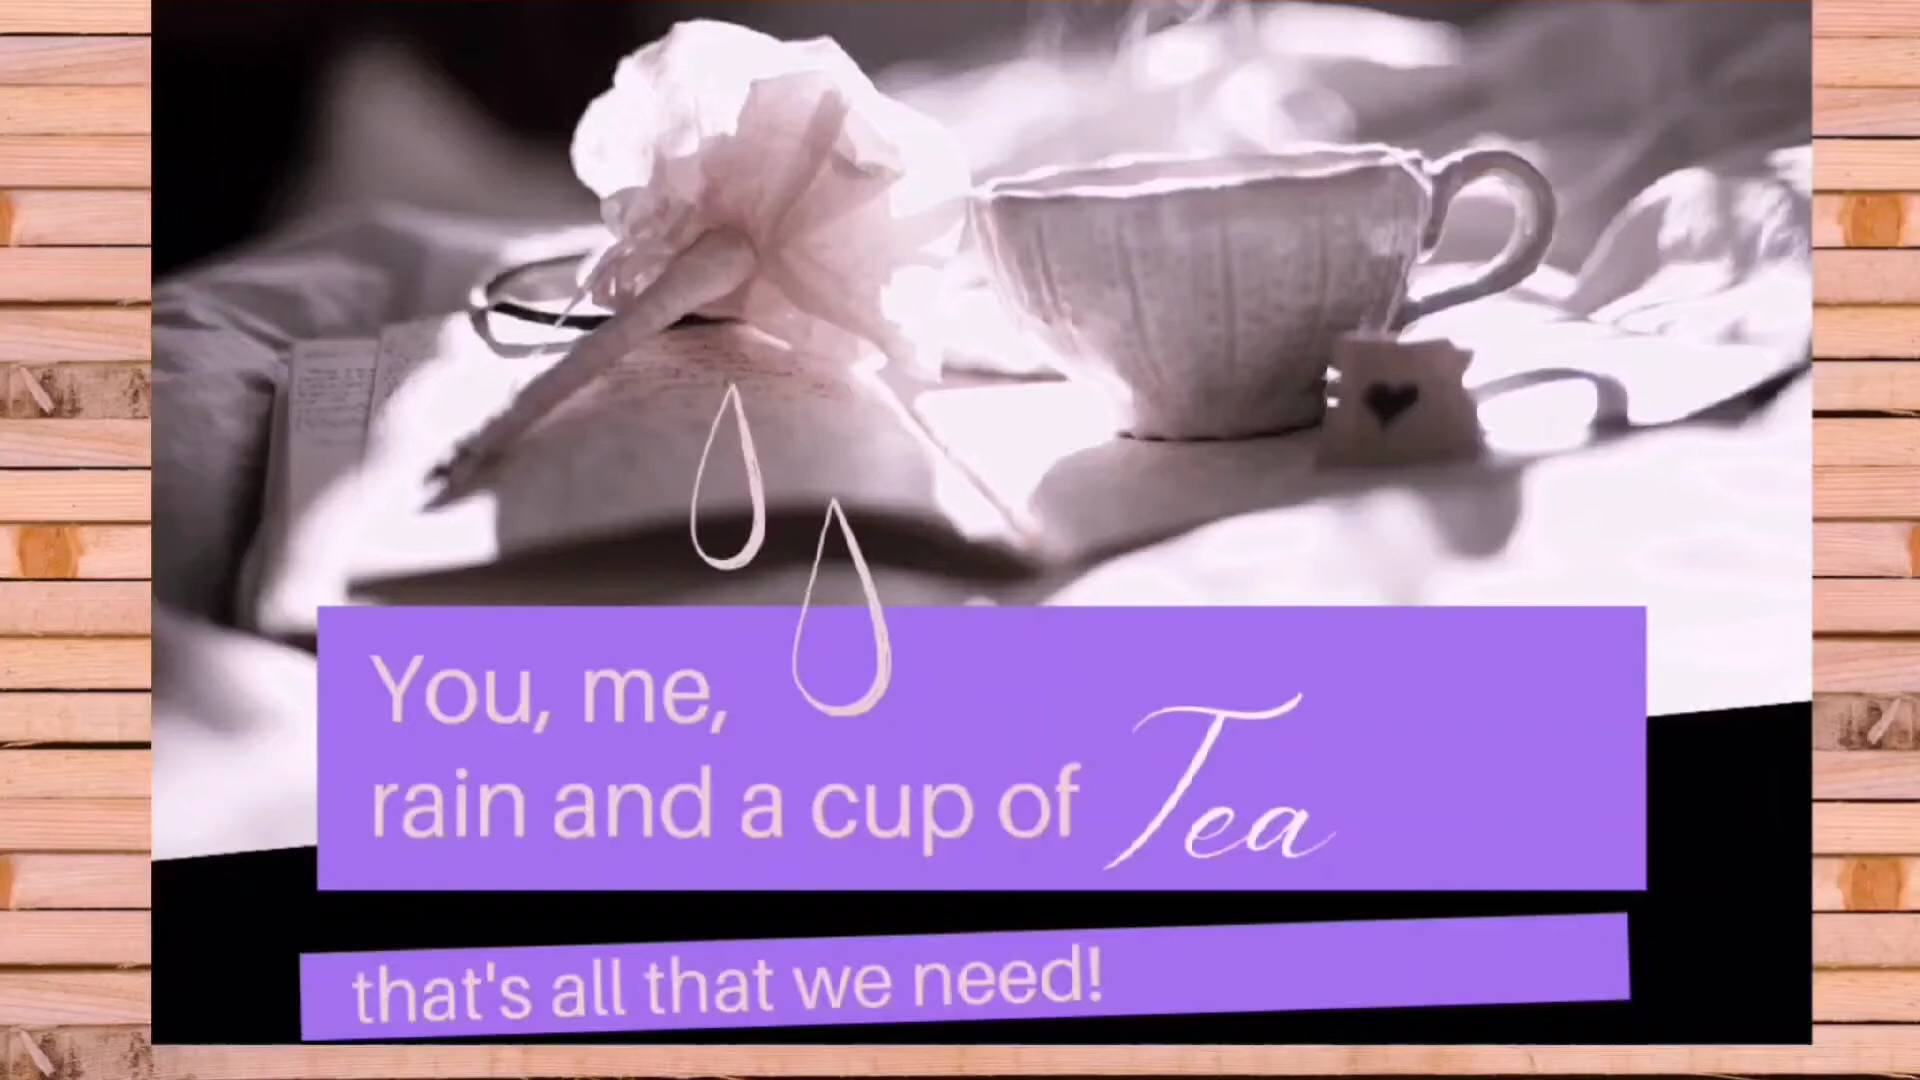 You, me,
rain and a cup of Tea
that's all that we need!